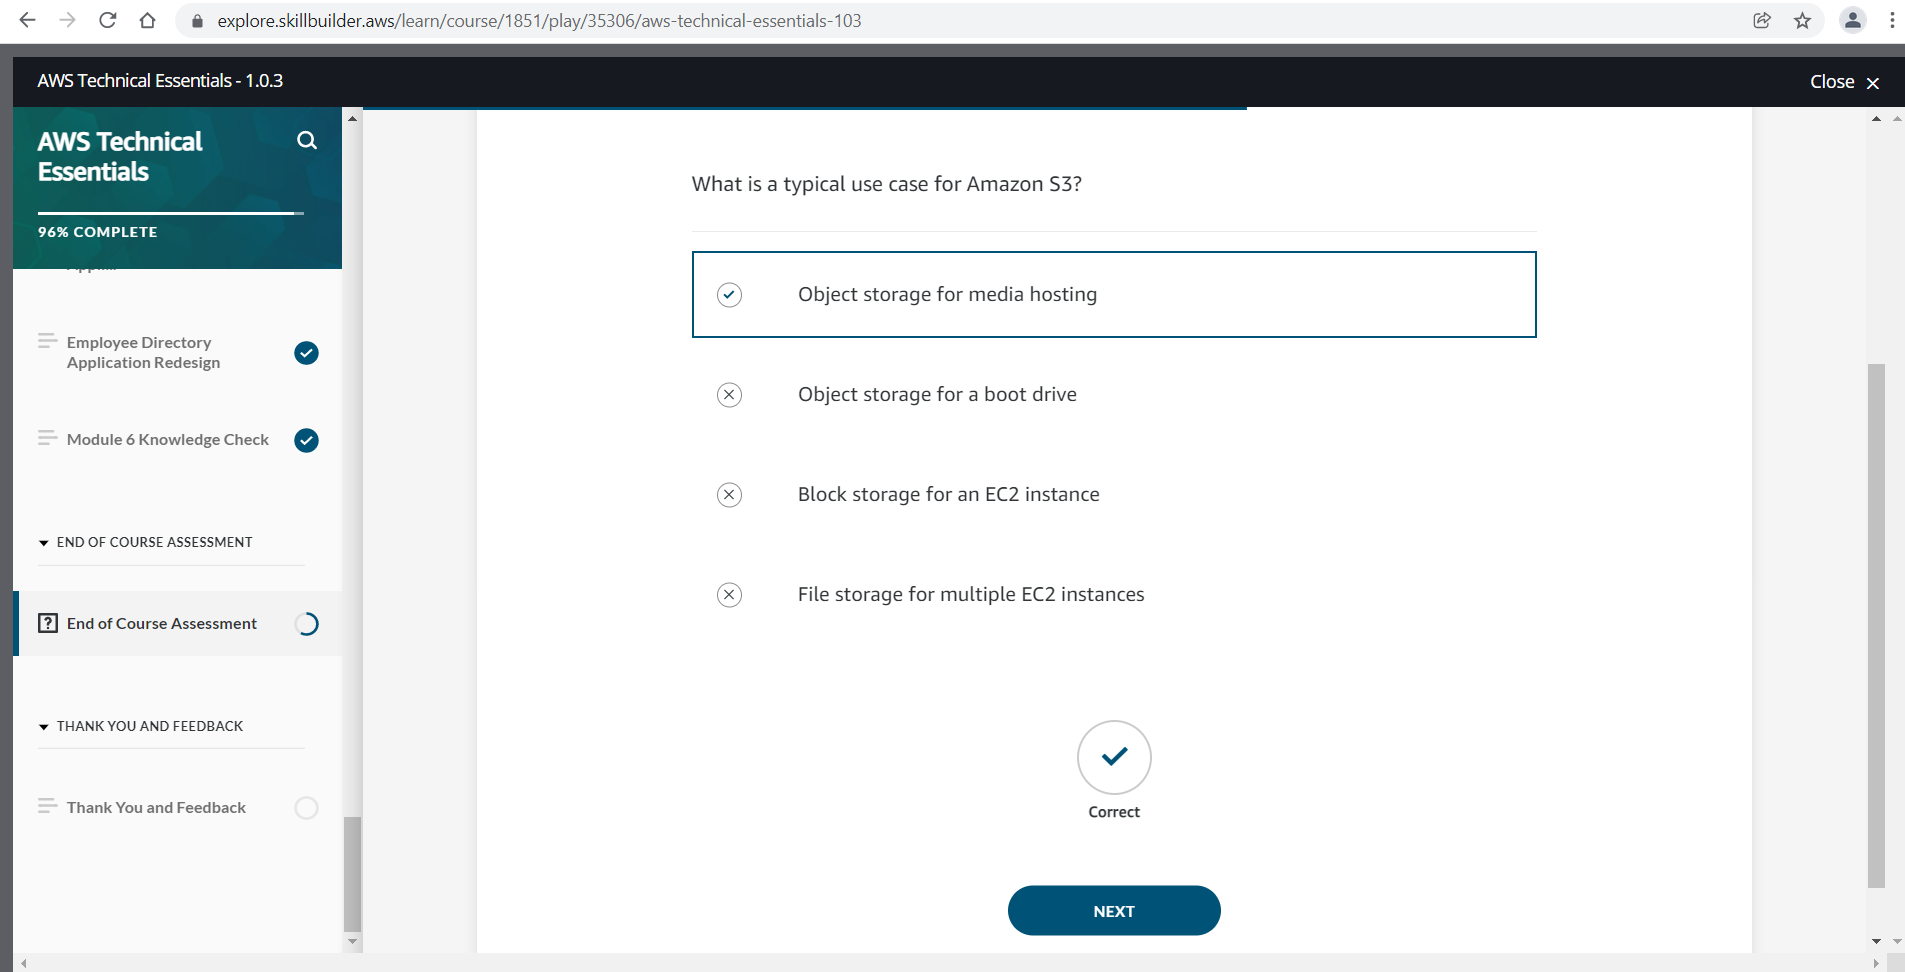 explore.skillbuilder.aws/learn/course/1851/play/35306/aws-technical-essentials-103
AWS Technical Essentials - 1.0.3
Close
AWS Technical
Essentials
96% COMPLETE
Employee Directory
Application Redesign
Module 6 Knowledge Check
END OF COURSE ASSESSMENT
End of Course Assessment
THANK YOU AND FEEDBACK
Thank You and Feedback
What is a typical use case for Amazon S3?
Object storage for media hosting
Object storage for a boot drive
Block storage for an EC2 instance
File storage for multiple EC2 instances
Correct
NEXT